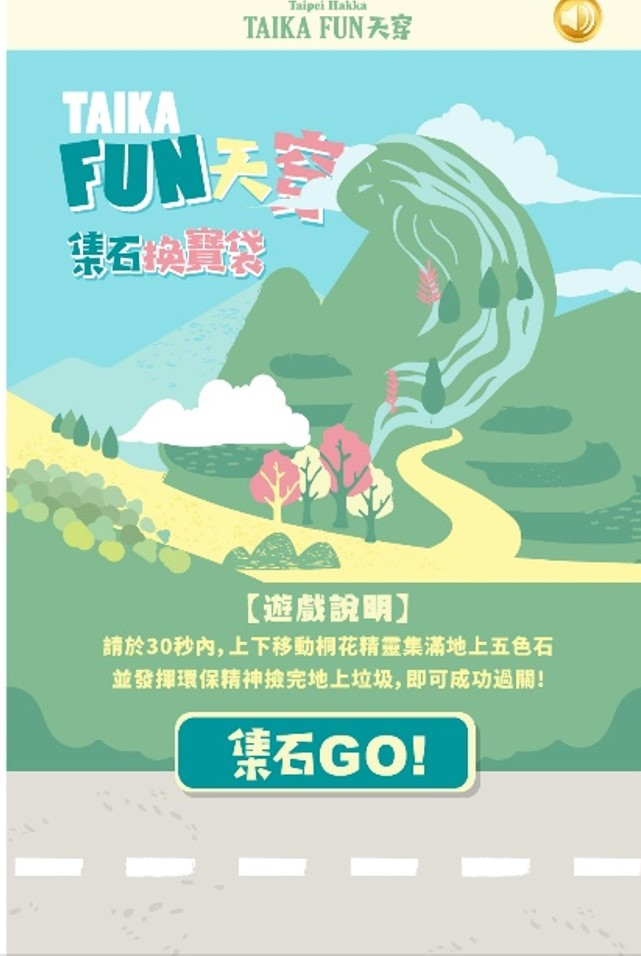 Taipei Hakka
TAIKA FUN天穿
TAIKA
FUN天穿
集石換寶袋
【遊戲說明】
請於30秒內，上下移動桐花精靈集滿地上五色石
並發揮環保精神撿完地上垃圾，即可成功過關！
集石GO!